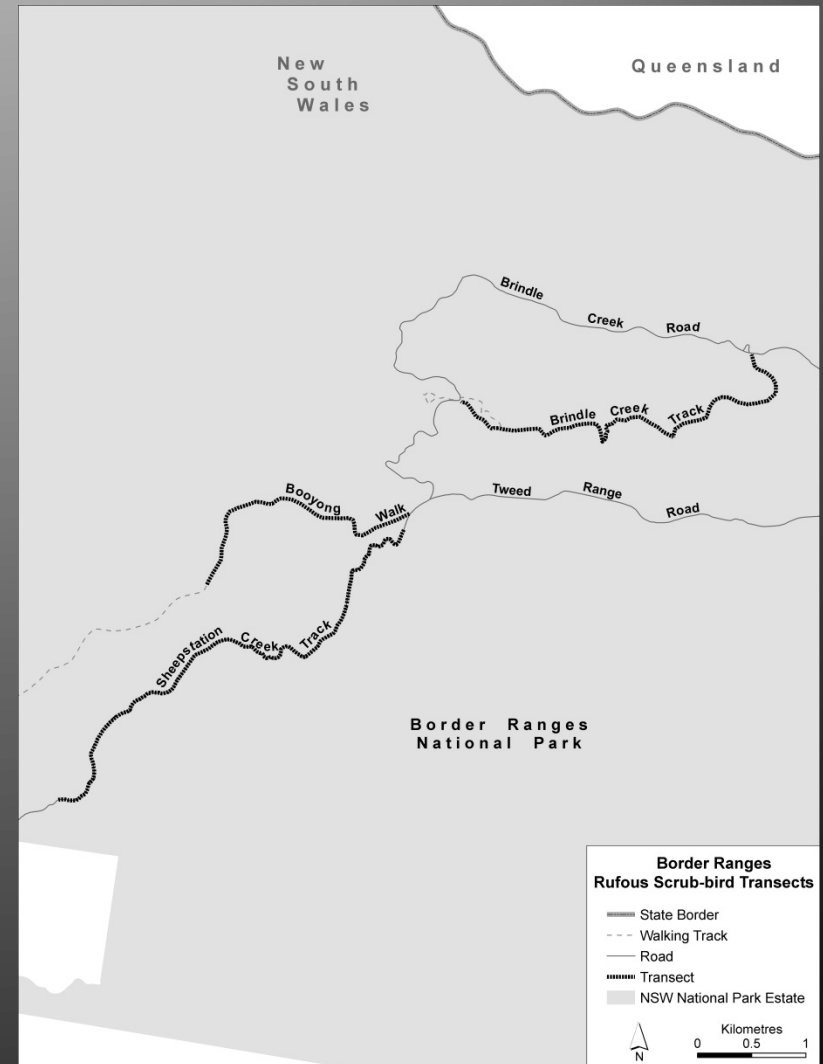 New
South
Wales
Queensland
Brindle Creek Road
Brindle Creek Track
Tweed Range Road
Booyong Walk
Sheepstation Creek Track
Border Ranges
National Park
Border Ranges
Rufous Scrub-bird Transects
State Border
Walking Track
Road
Transect
NSW National Park Estate
N
Kilometres
0 0.5 1